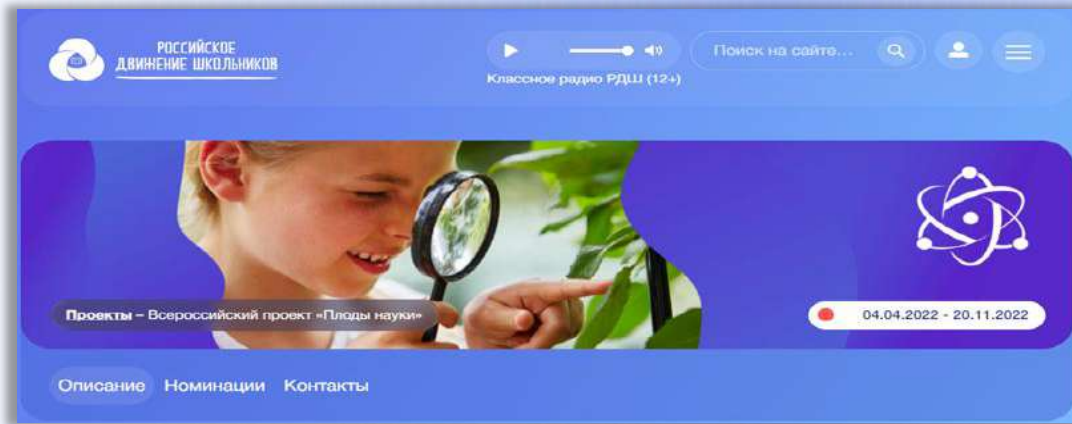 РОССИЙСКОЕ
ДВИЖЕНИЕ ШКОЛЬНИКОВ
Классное радио РДШ (12+)
Поиск на сайте...
Проекты – Всероссийский проект «Плоды науки»
04.04.2022 - 20.11.2022
Описание Номинации Контакты